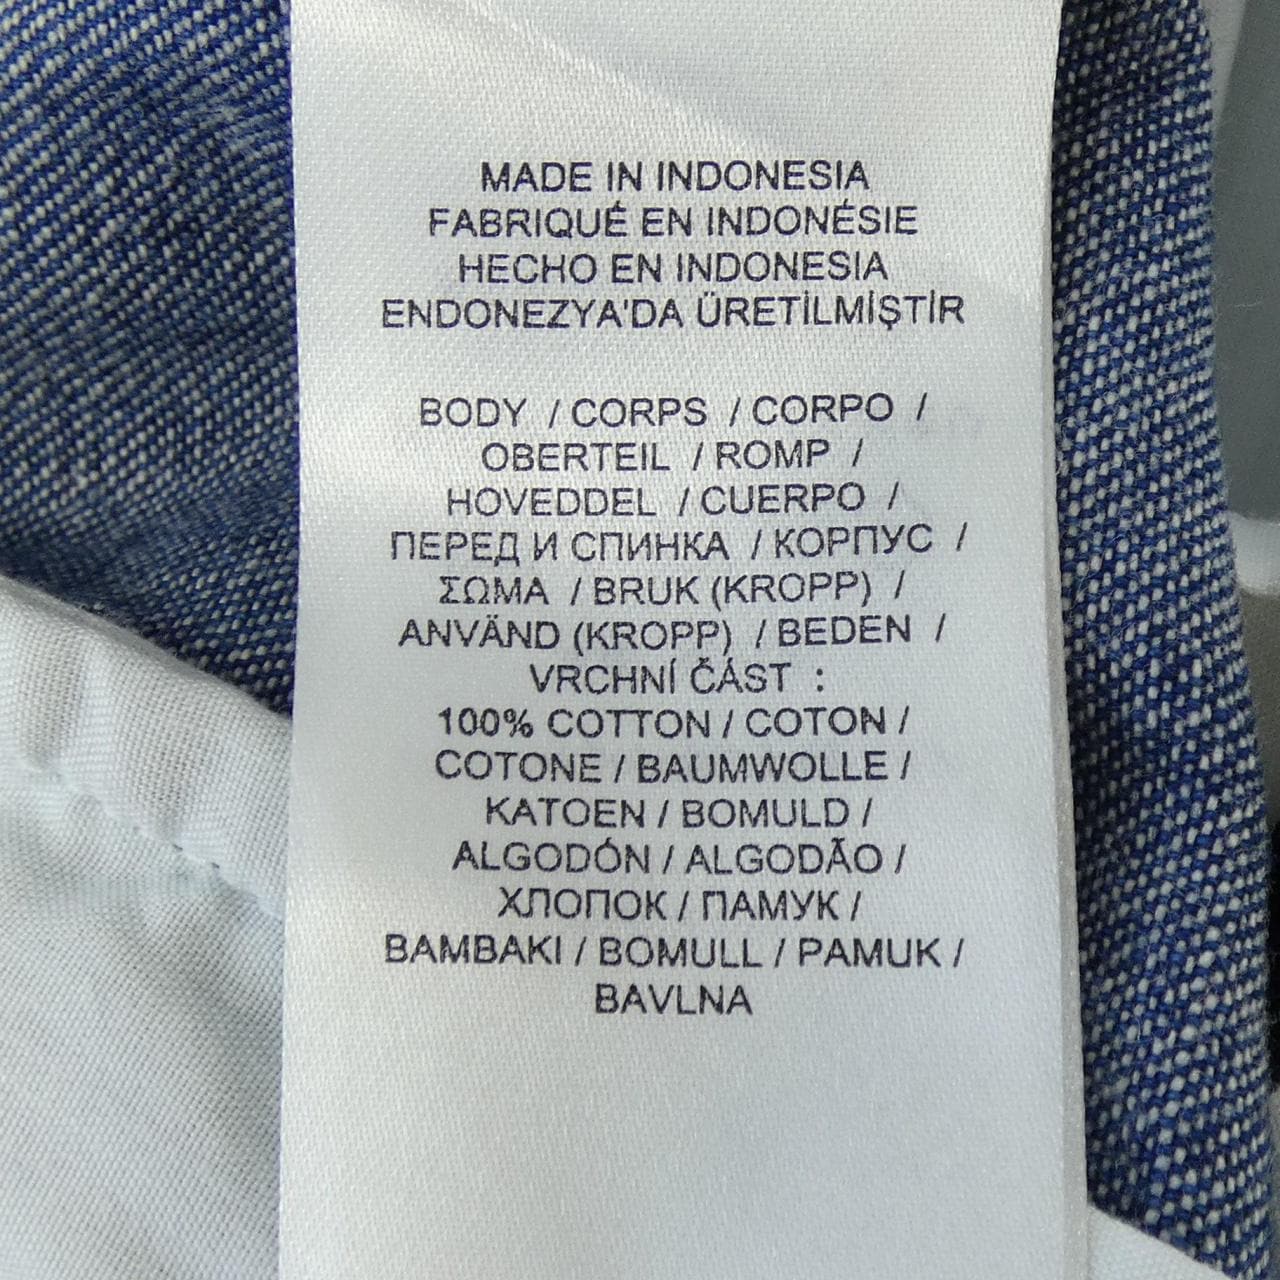 MADE IN INDONESIA
FABRIQUÉ EN INDONÉSIE
HECHO EN INDONESIA
ENDONEZYA'DA ÜRETİLMİŞTİR
BODY / CORPS / CORPO /
OBERTEIL / ROMP /
HOVEDDEL / CUERPO /
ПЕРЕД И СПИНКА / КОРПУС /
ΣΩΜΑ / BRUK (KROPP) /
ANVÄND (KROPP) / BEDEN /
VRCHNÍ ČÁST :
100% COTTON / COTON /
COTONE / BAUMWOLLE /
KATOEN / BOMULD /
ALGODÓN / ALGODÃO /
ХЛОПОК / ПАМУК /
BAMBAKI / BOMULL / PAMUK /
BAVLNA